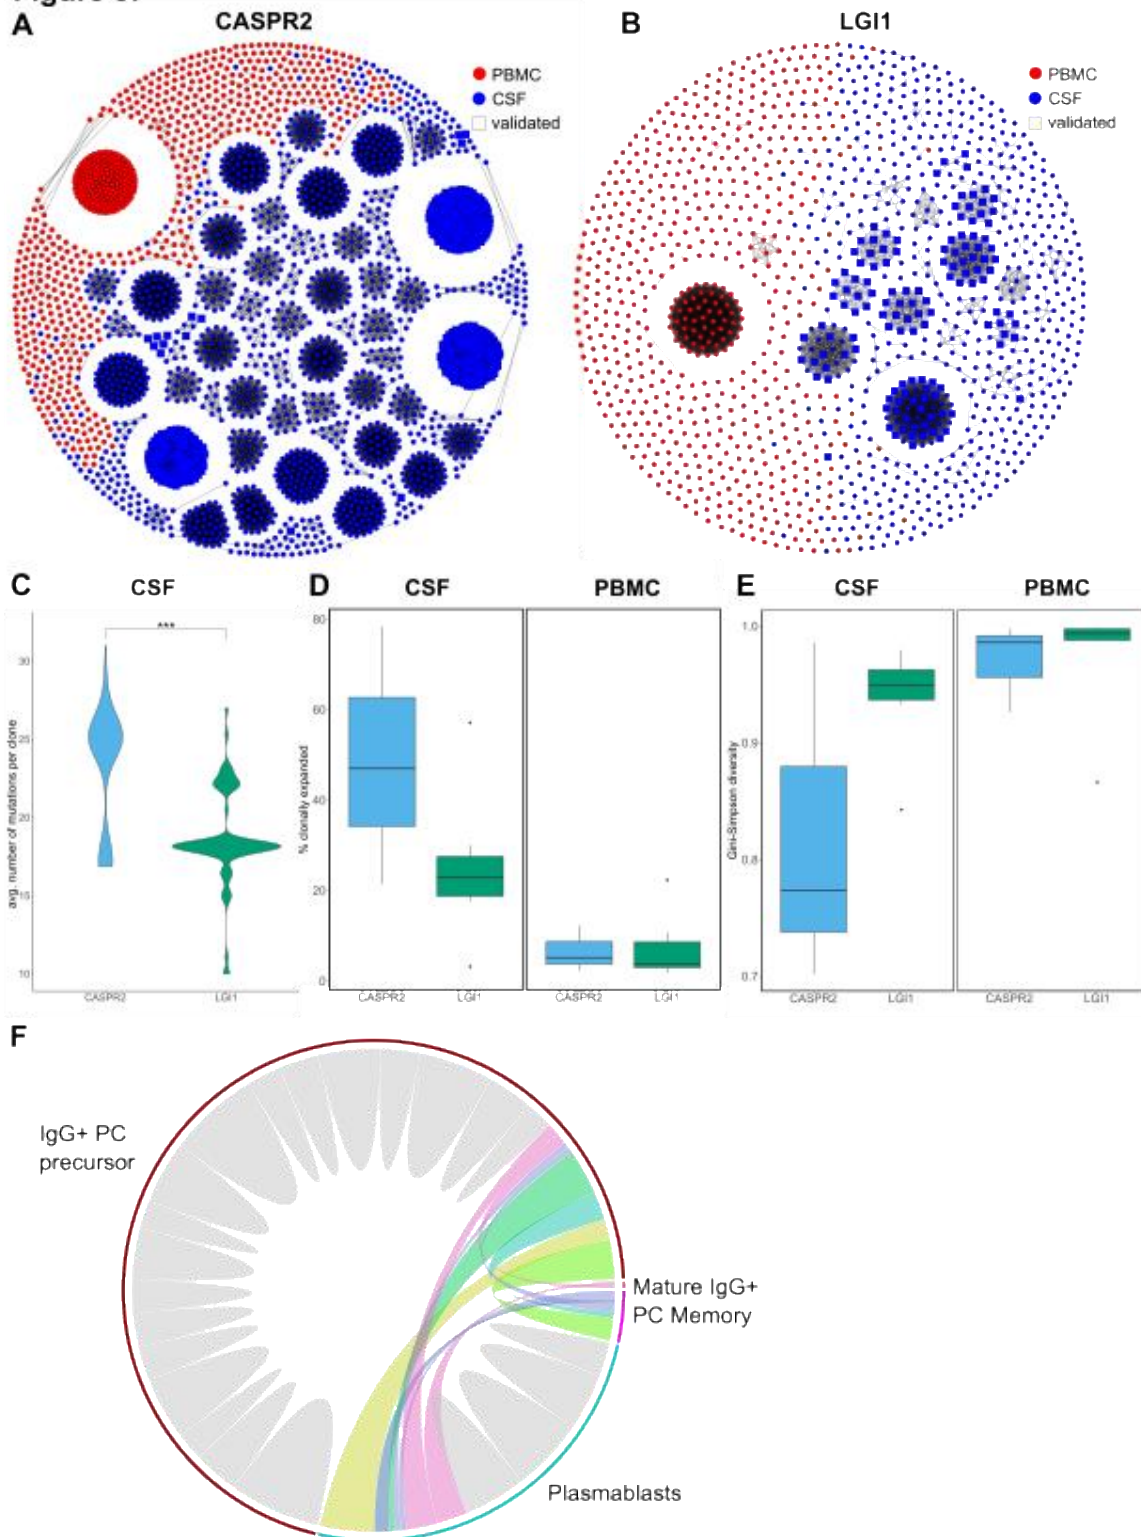 A
CASPR2
PBMC
CSF
validated
B
LGI1
PBMC
CSF
validated
C
CSF
***
avg. number of mutations per clone
30
25
20
15
10
CASPR2
LGI1
D
CSF
PBMC
% clonally expanded
80
60
40
20
0
CASPR2
LGI1
CASPR2
LGI1
E
CSF
PBMC
Gini-Simpson diversity
1.0
0.9
0.8
0.7
CASPR2
LGI1
CASPR2
LGI1
F
IgG+ PC
precursor
Mature IgG+
PC Memory
Plasmablasts